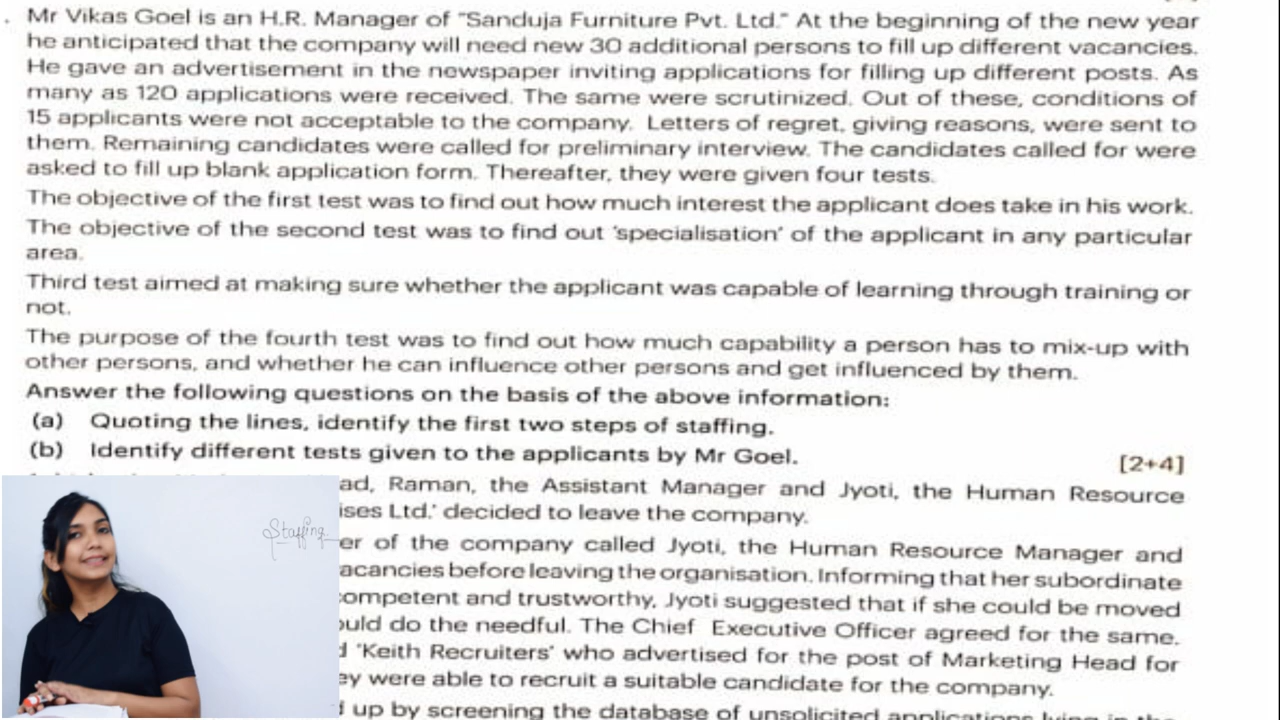 . Mr Vikas Goel is an H.R. Manager of "Sanduja Furniture Pvt. Ltd." At the beginning of the new year
he anticipated that the company will need new 30 additional persons to fill up different vacancies.
He gave an advertisement in the newspaper inviting applications for filling up different posts. As
many as 120 applications were received. The same were scrutinized. Out of these, conditions of
15 applicants were not acceptable to the company. Letters of regret, giving reasons, were sent to
them. Remaining candidates were called for preliminary interview. The candidates called for were
asked to fill up blank application form. Thereafter, they were given four tests.
The objective of the first test was to find out how much interest the applicant does take in his work.
The objective of the second test was to find out 'specialisation' of the applicant in any particular
area.
Third test aimed at making sure whether the applicant was capable of learning through training or
not.
The purpose of the fourth test was to find out how much capability a person has to mix-up with
other persons, and whether he can influence other persons and get influenced by them.
Answer the following questions on the basis of the above information:
(a) Quoting the lines, identify the first two steps of staffing.
(b) Identify different tests given to the applicants by Mr Goel. [2+4]
ad, Raman, the Assistant Manager and Jyoti, the Human Resource
ises Ltd.' decided to leave the company.
Staffing
er of the company called Jyoti, the Human Resource Manager and
acancies before leaving the organisation. Informing that her subordinate
competent and trustworthy, Jyoti suggested that if she could be moved
ould do the needful. The Chief Executive Officer agreed for the same.
d 'Keith Recruiters' who advertised for the post of Marketing Head for
ey were able to recruit a suitable candidate for the company.
d up by screening the database of unsolicited applications lying in the